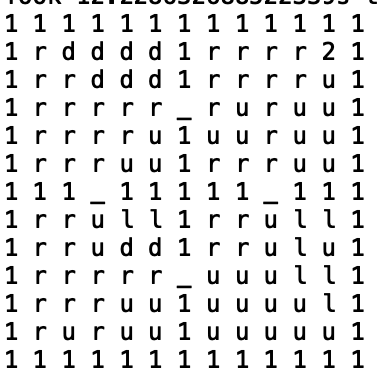 1 1 1 1 1 1 1 1 1 1 1 1 1
1 r d d d d 1 r r r r 2 1
1 r r d d d 1 r r r r u 1
1 r r r r r _ r u r u u 1
1 r r r r u 1 u u r u u 1
1 r r r u u 1 r r r u u 1
1 1 1 _ 1 1 1 1 1 _ 1 1 1
1 r r u l l 1 r r u l l 1
1 r r u d d 1 r r u l u 1
1 r r r r r _ u u u l l 1
1 r r r u u 1 u u u u l 1
1 r u r u u 1 u u u u u 1
1 1 1 1 1 1 1 1 1 1 1 1 1